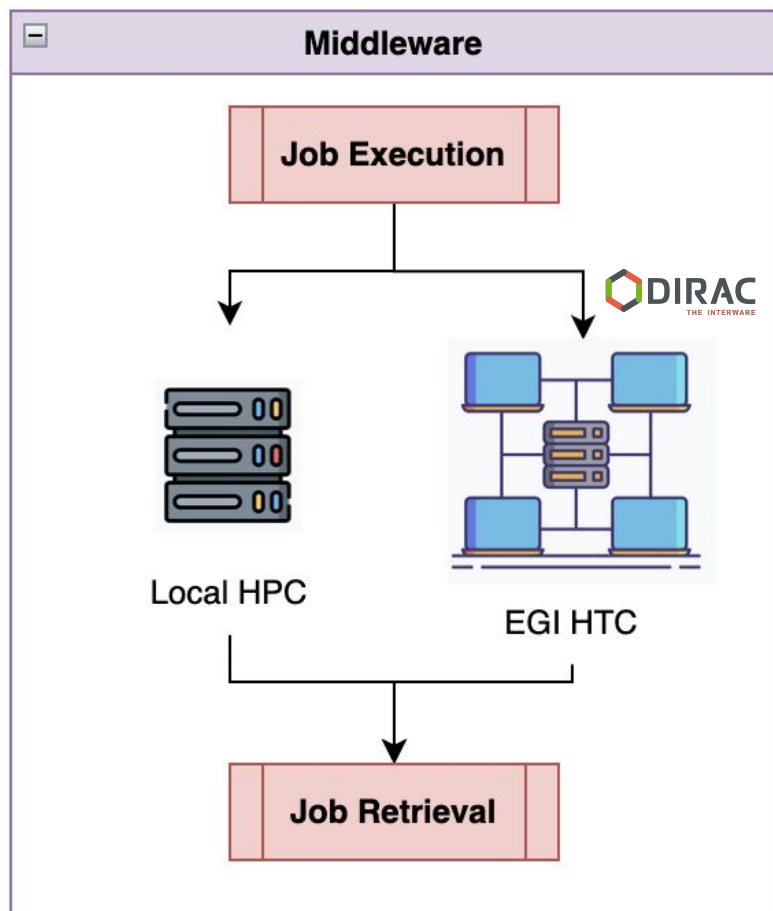 Middleware
Job Execution
DIRAC
THE INTERWARE
Local HPC
EGI HTC
Job Retrieval